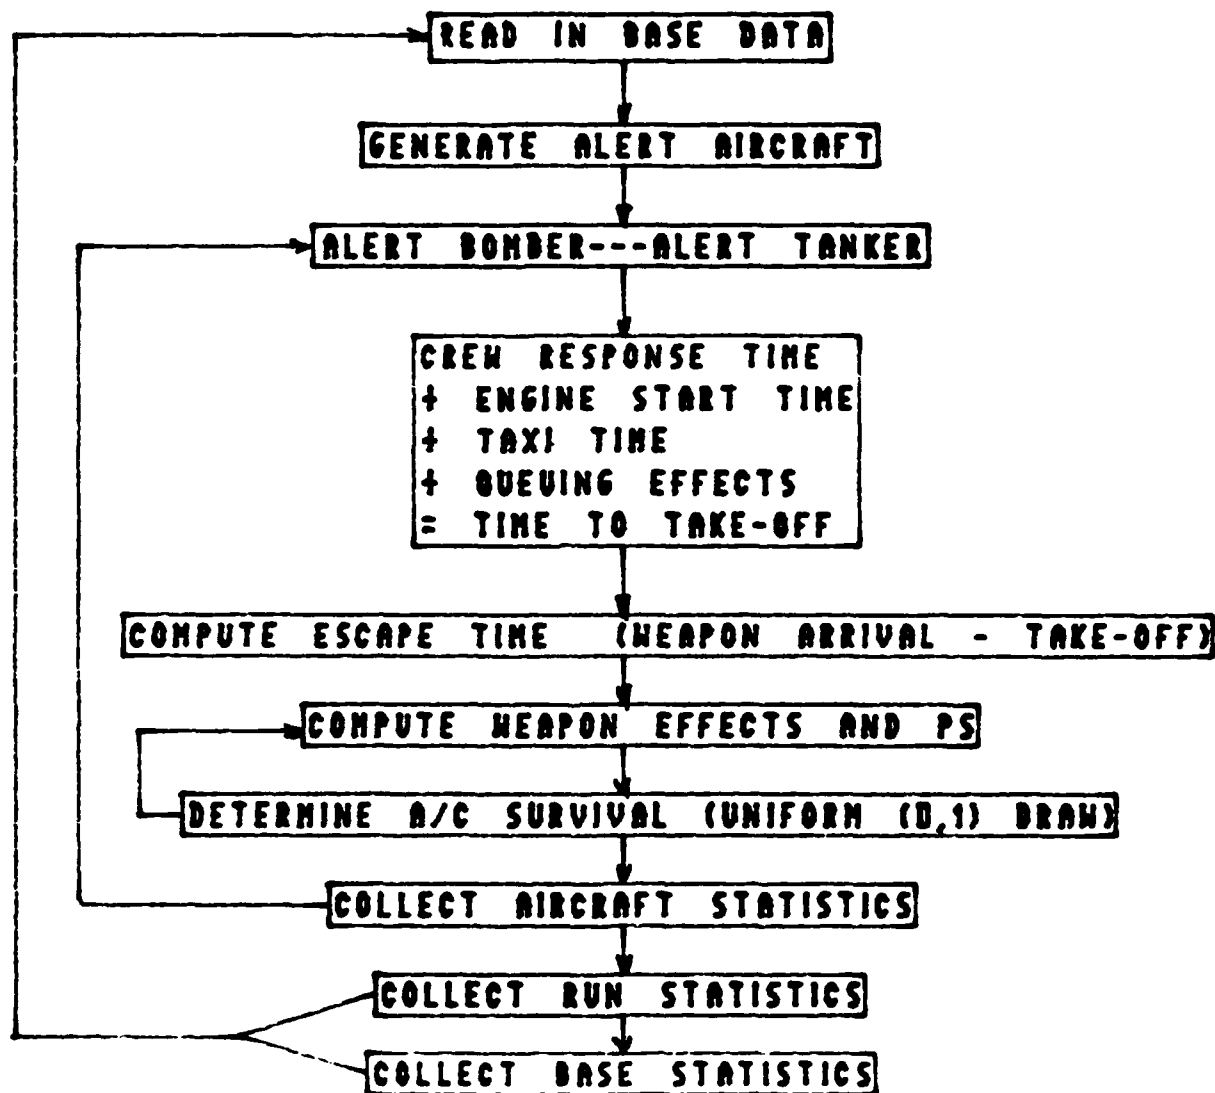 READ IN BASE DATA
GENERATE ALERT AIRCRAFT
ALERT BOMBER---ALERT TANKER
CREW RESPONSE TIME
+ ENGINE START TIME
+ TAXI TIME
+ QUEUING EFFECTS
= TIME TO TAKE-OFF
COMPUTE ESCAPE TIME (WEAPON ARRIVAL - TAKE-OFF)
COMPUTE WEAPON EFFECTS AND PS
DETERMINE A/C SURVIVAL (UNIFORM (0,1) DRAW)
COLLECT AIRCRAFT STATISTICS
COLLECT RUN STATISTICS
COLLECT BASE STATISTICS